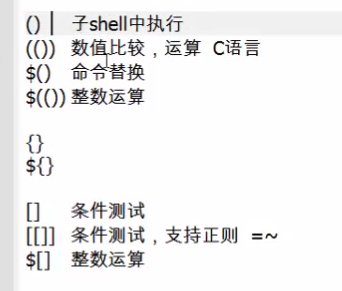 ()   子shell中执行
(())  数值比较，运算  C语言
$()   命令替换
$(()) 整数运算
{}
${}
[]    条件测试
[[]]  条件测试，支持正则  =~
$[]   整数运算